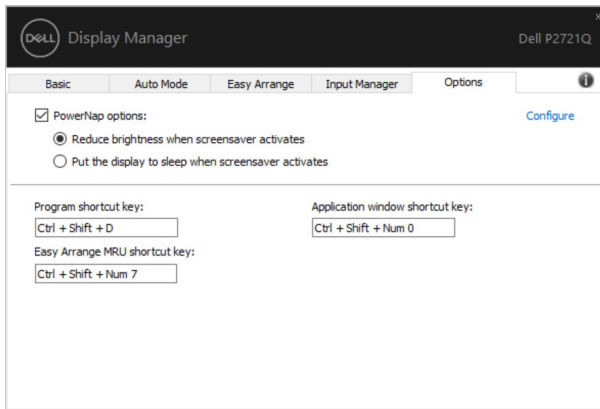 DELL Display Manager
Dell P2721Q
Basic Auto Mode Easy Arrange Input Manager Options
PowerNap options: Configure
Reduce brightness when screensaver activates
Put the display to sleep when screensaver activates
Program shortcut key: Application window shortcut key:
Ctrl + Shift + D Ctrl + Shift + Num 0
Easy Arrange MRU shortcut key:
Ctrl + Shift + Num 7